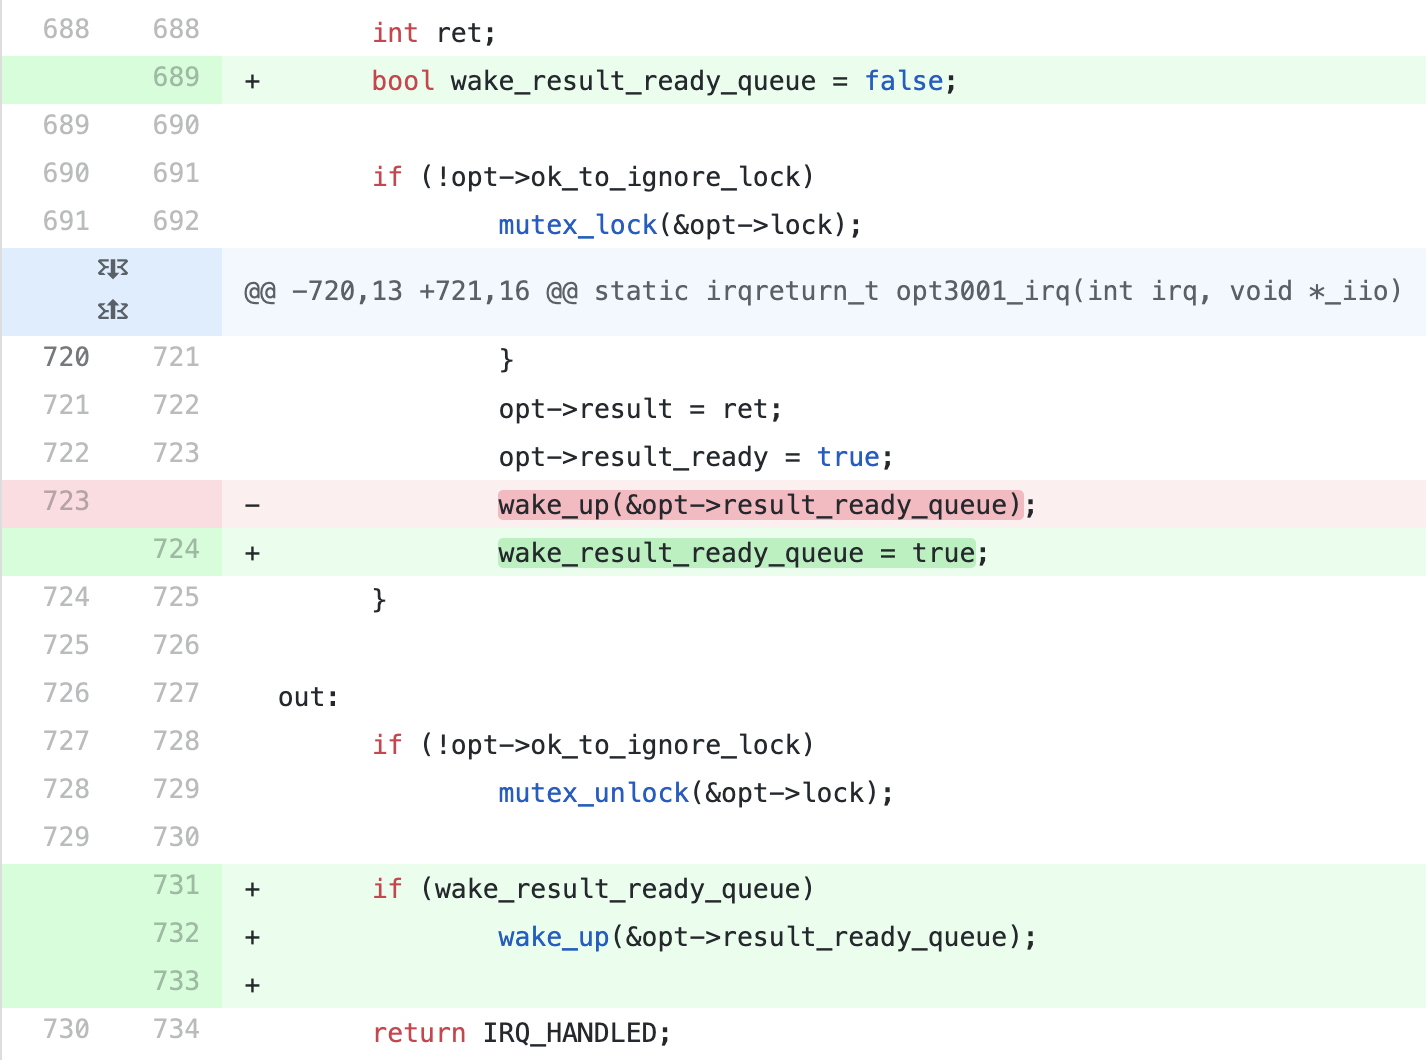 688 688 int ret;
689 + bool wake_result_ready_queue = false;
689 690
690 691 if (!opt->ok_to_ignore_lock)
691 692 mutex_lock(&opt->lock);
@@ -720,13 +721,16 @@ static irqreturn_t opt3001_irq(int irq, void *_iio)
720 721 }
721 722 opt->result = ret;
722 723 opt->result_ready = true;
723 - wake_up(&opt->result_ready_queue);
724 + wake_result_ready_queue = true;
724 725 }
725 726
726 727 out:
727 728 if (!opt->ok_to_ignore_lock)
728 729 mutex_unlock(&opt->lock);
729 730
731 + if (wake_result_ready_queue)
732 + wake_up(&opt->result_ready_queue);
733 +
730 734 return IRQ_HANDLED;